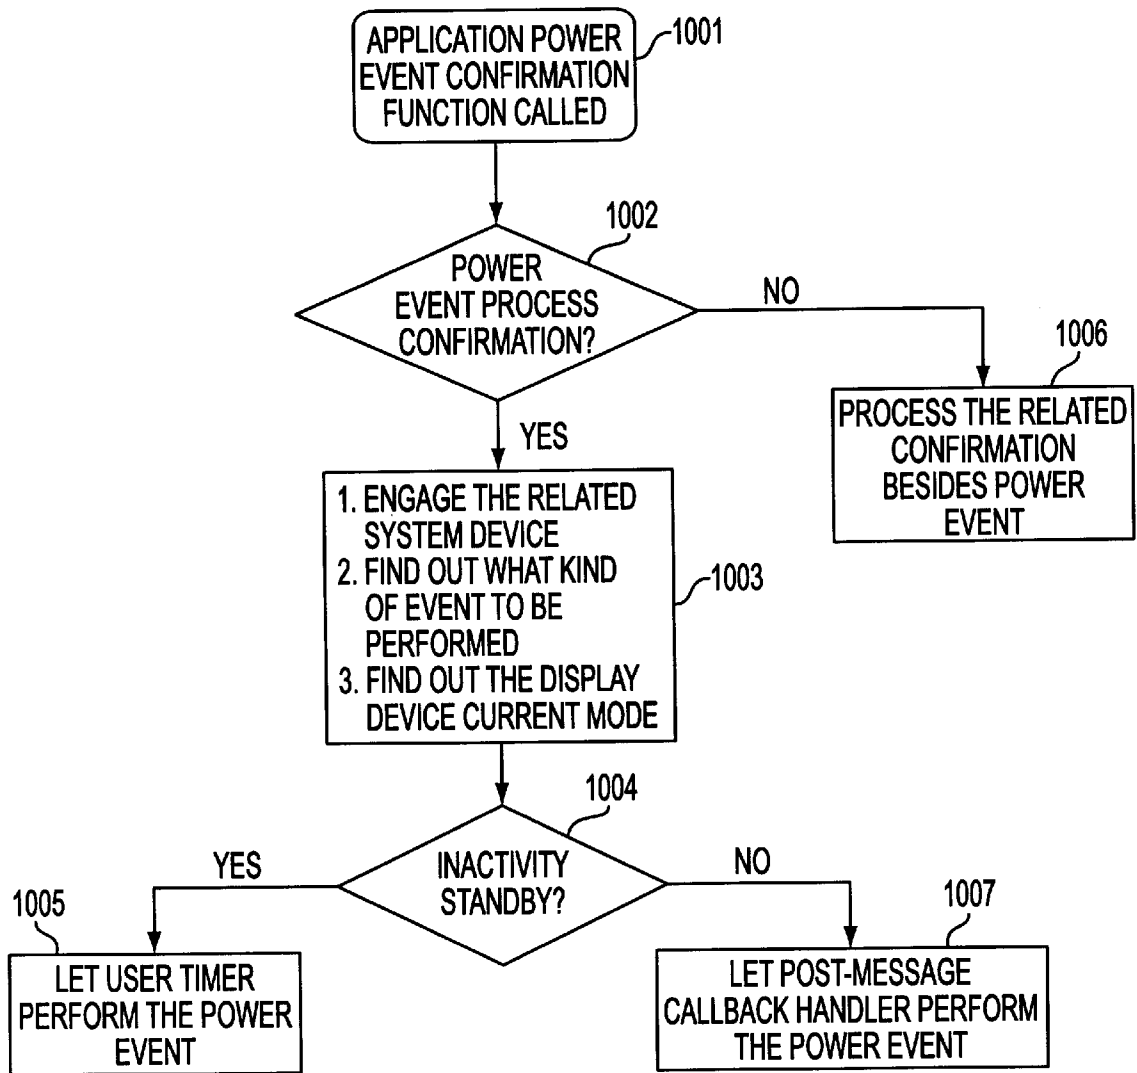 APPLICATION POWER
EVENT CONFIRMATION
FUNCTION CALLED
1001
1002
POWER
EVENT PROCESS
CONFIRMATION?
NO
1006
PROCESS THE RELATED
CONFIRMATION
BESIDES POWER
EVENT
YES
1. ENGAGE THE RELATED
SYSTEM DEVICE
2. FIND OUT WHAT KIND
OF EVENT TO BE
PERFORMED
3. FIND OUT THE DISPLAY
DEVICE CURRENT MODE
1003
1004
INACTIVITY
STANDBY?
YES
NO
1005
LET USER TIMER
PERFORM THE POWER
EVENT
1007
LET POST-MESSAGE
CALLBACK HANDLER PERFORM
THE POWER EVENT